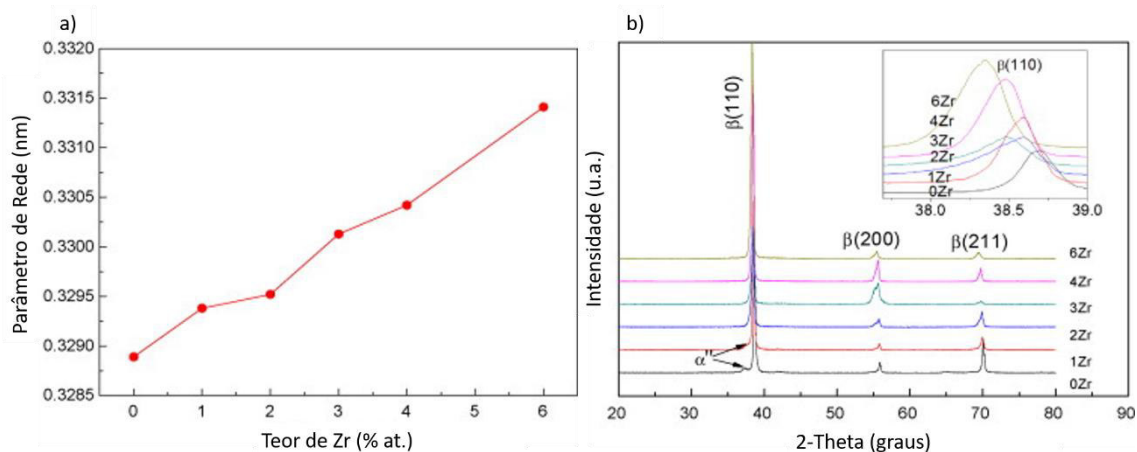 a)
0.3320
0.3315
0.3310
0.3305
0.3300
0.3295
0.3290
0.3285
0 1 2 3 4 5 6
Teor de Zr (% at.)
Parâmetro de Rede (nm)
b)
Intensidade (u.a.)
β(110)
β(110)
6Zr
4Zr
3Zr
2Zr
1Zr
0Zr
38.0 38.5 39.0
β(200)
β(211)
6Zr
4Zr
3Zr
2Zr
1Zr
0Zr
α"
20 30 40 50 60 70 80 90
2-Theta (graus)